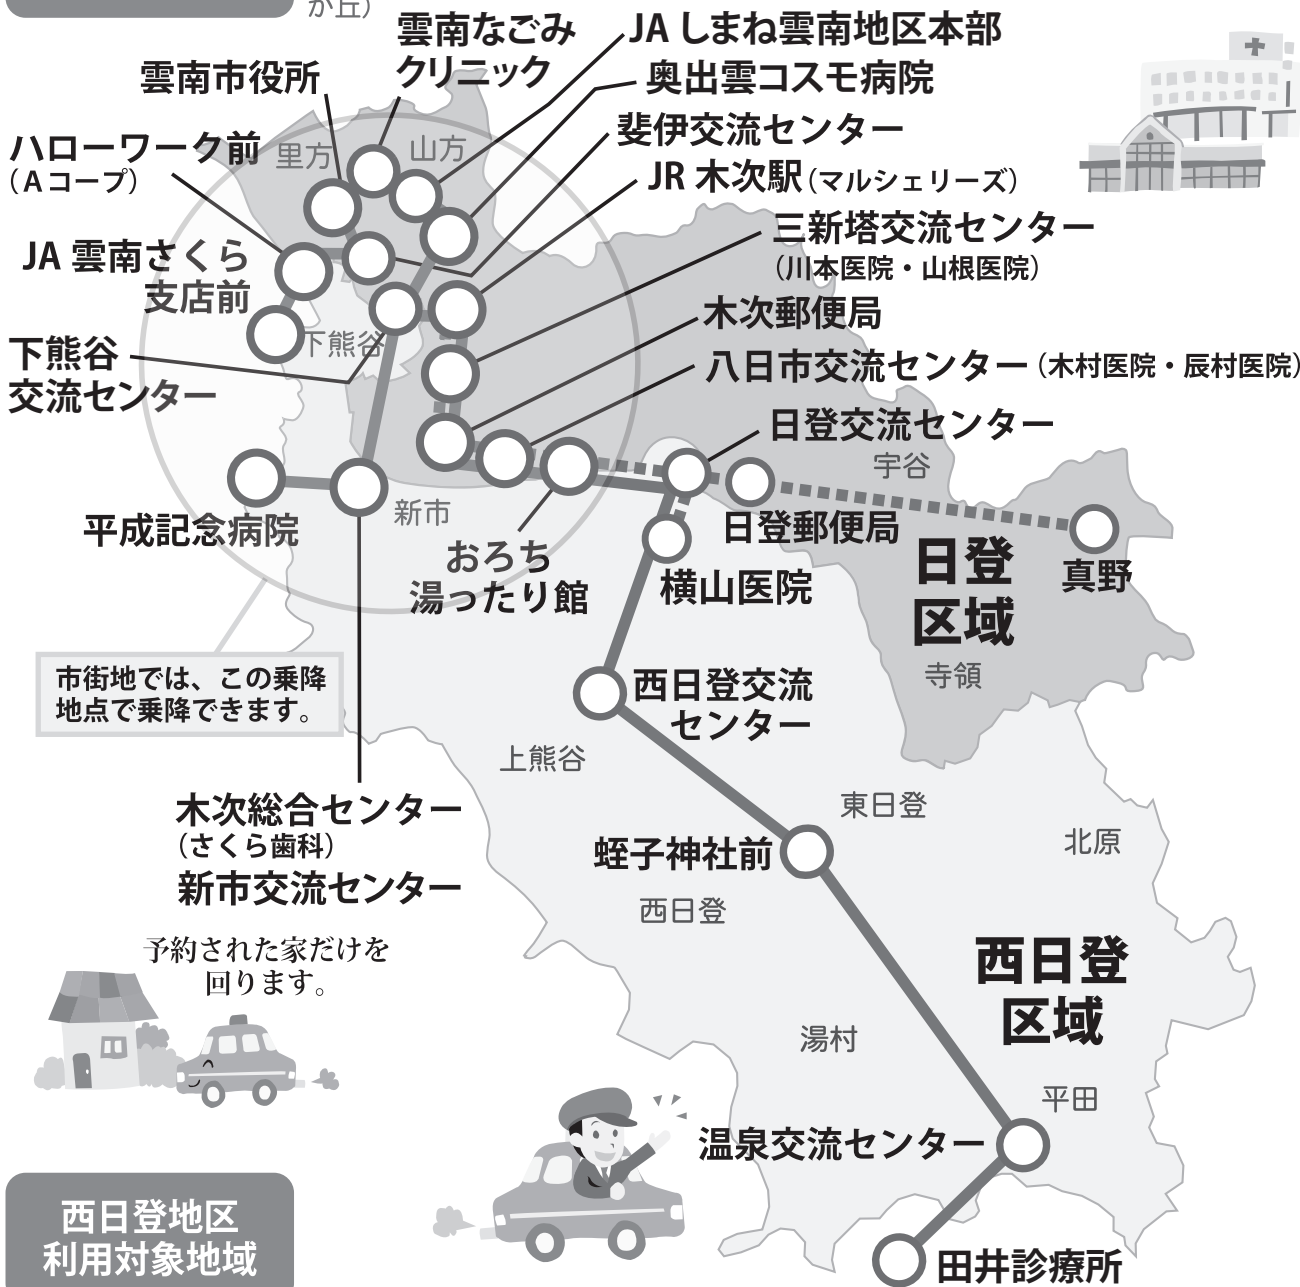 が丘）
雲南なごみ
クリニック
JAしまね雲南地区本部
雲南市役所
奥出雲コスモ病院
ハローワーク前
（Aコープ）
里方
山方
斐伊交流センター
JR 木次駅（マルシェリーズ）
三新塔交流センター
（川本医院・山根医院）
JA 雲南さくら
支店前
木次郵便局
下熊谷
下熊谷
交流センター
八日市交流センター（木村医院・辰村医院）
日登交流センター
宇谷
平成記念病院
新市
日登郵便局
おろち
湯ったり館
横山医院
日登
区域
真野
寺領
市街地では、この乗降
地点で乗降できます。
西日登交流
センター
上熊谷
木次総合センター
（さくら歯科）
新市交流センター
東日登
北原
蛭子神社前
西日登
予約された家だけを
回ります。
西日登
区域
湯村
平田
温泉交流センター
西日登地区
利用対象地域
田井診療所